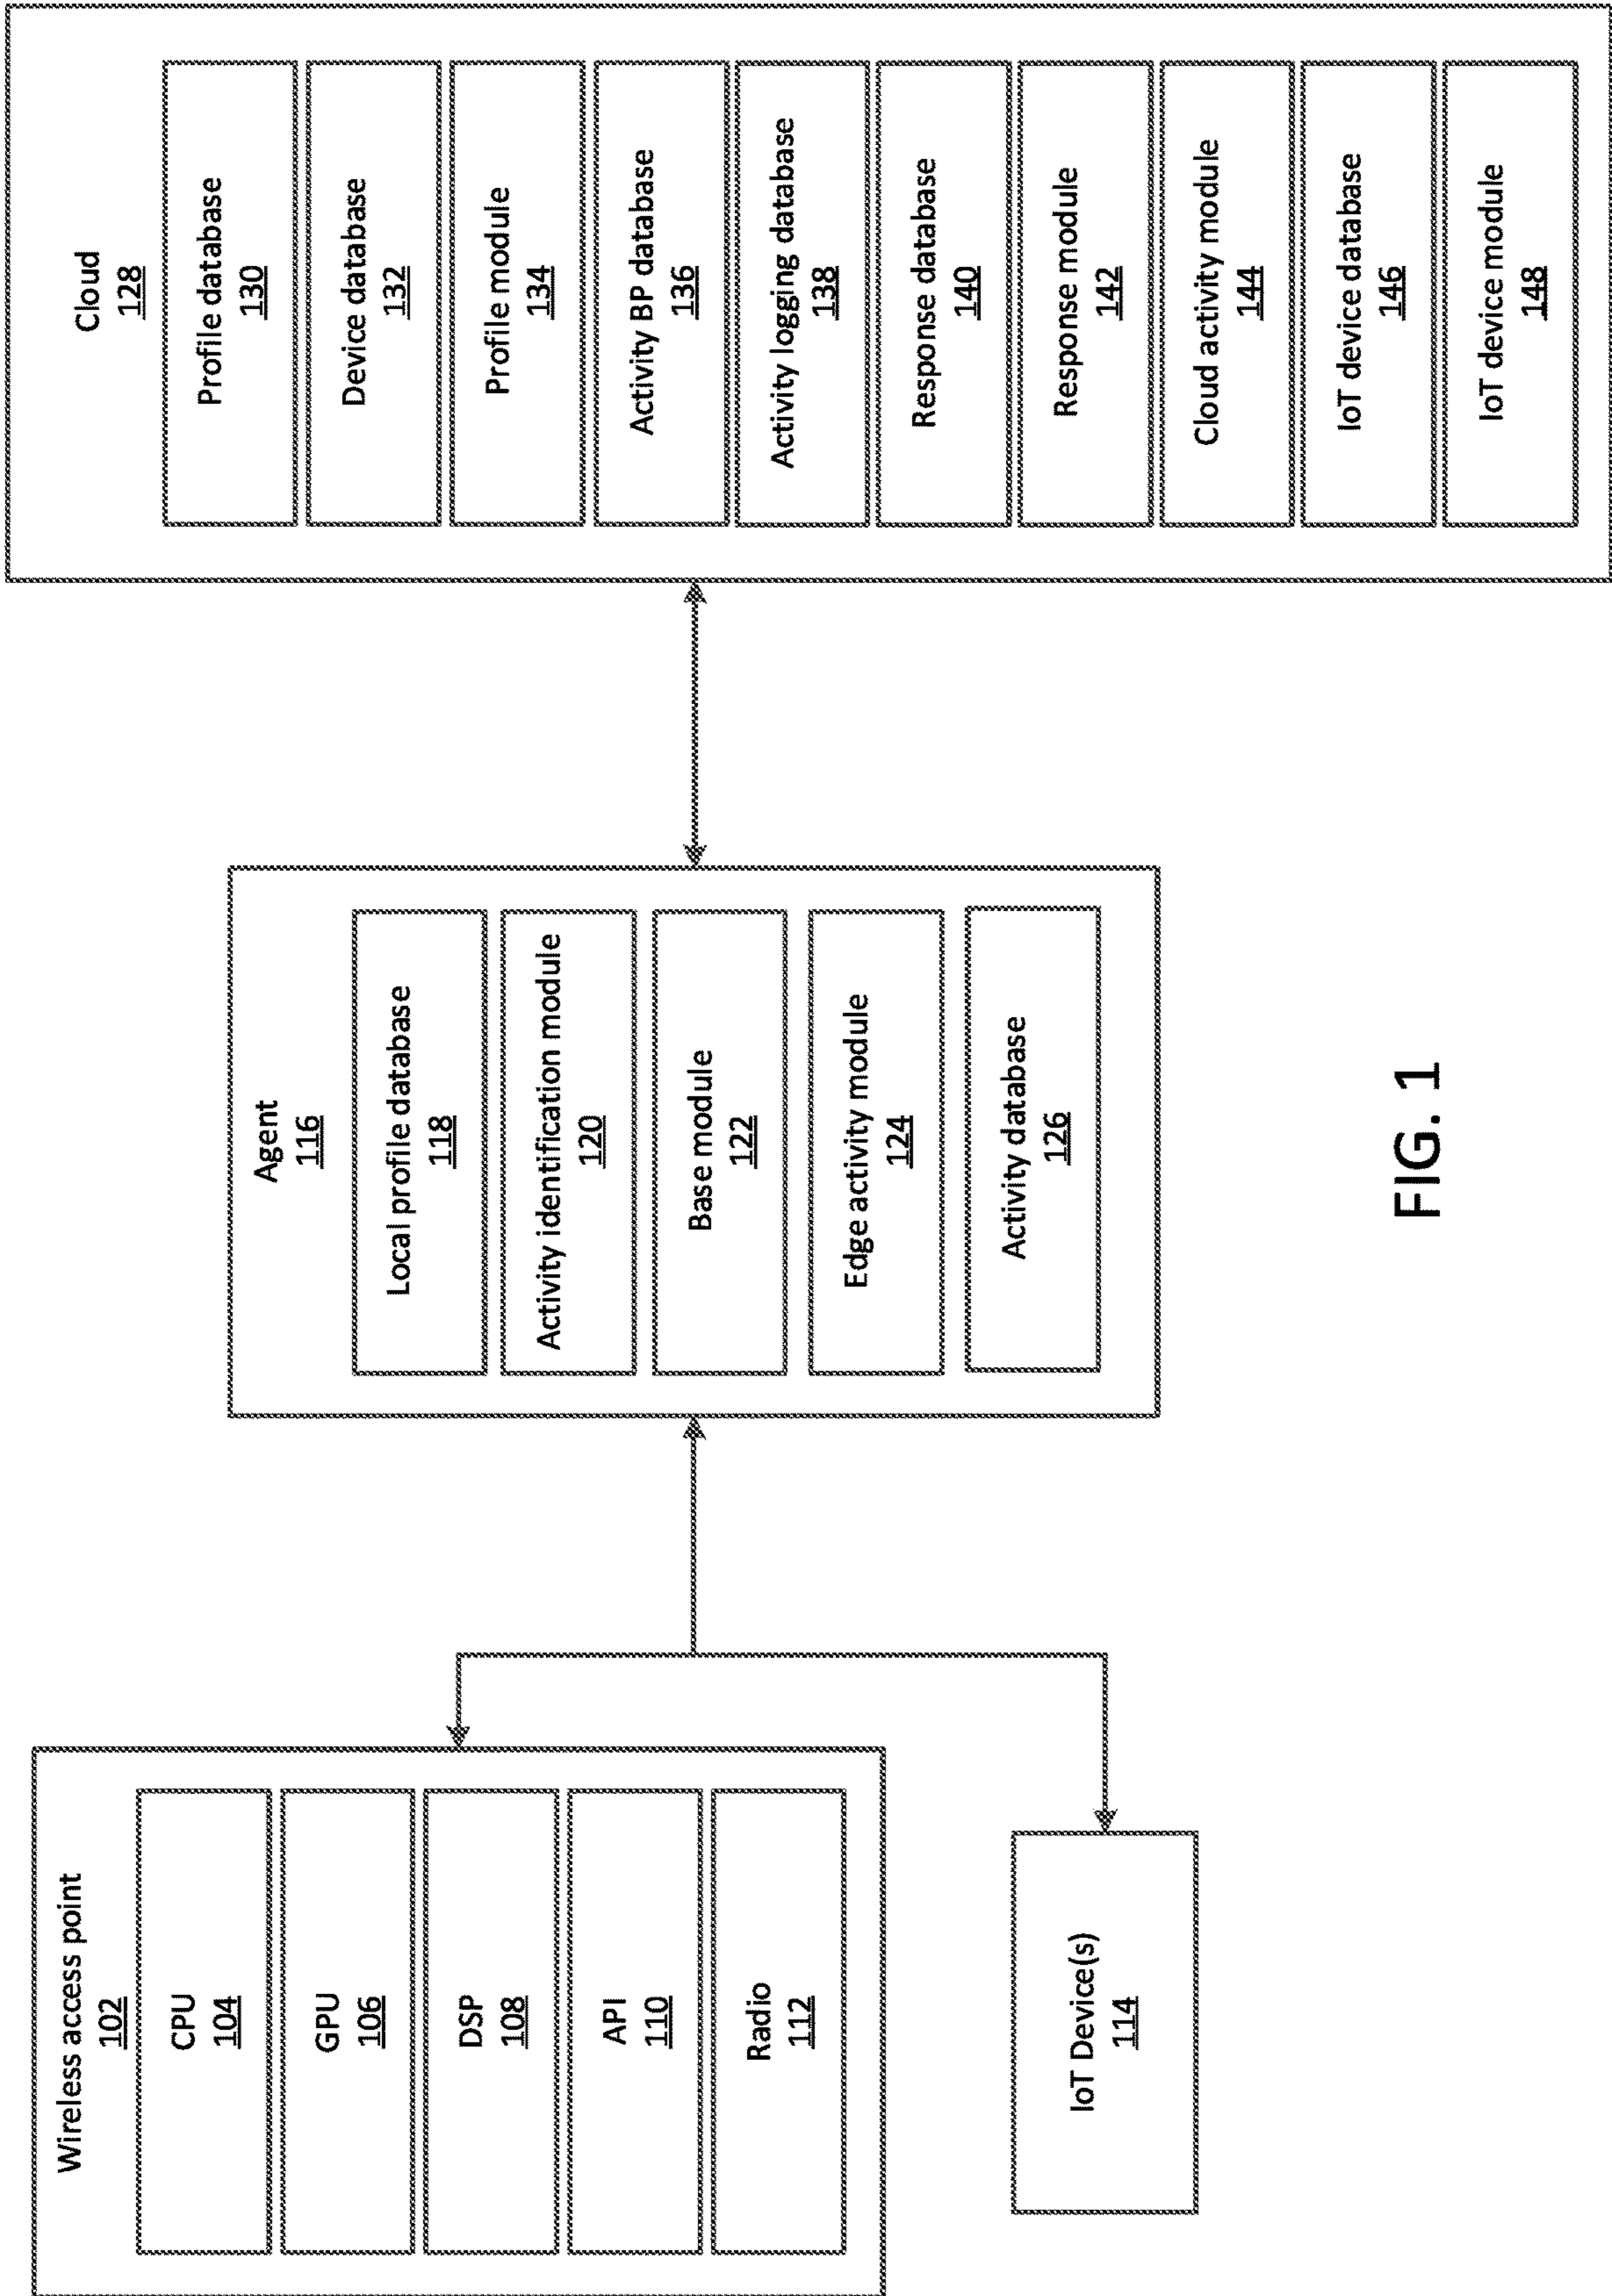 Wireless access point
102
CPU
104
GPU
106
DSP
108
API
110
Radio
112
IoT Device(s)
114
Agent
116
Local profile database
118
Activity identification module
120
Base module
122
Edge activity module
124
Activity database
126
Cloud
128
Profile database
130
Device database
132
Profile module
134
Activity BP database
136
Activity logging database
138
Response database
140
Response module
142
Cloud activity module
144
IoT device database
146
IoT device module
148
FIG. 1